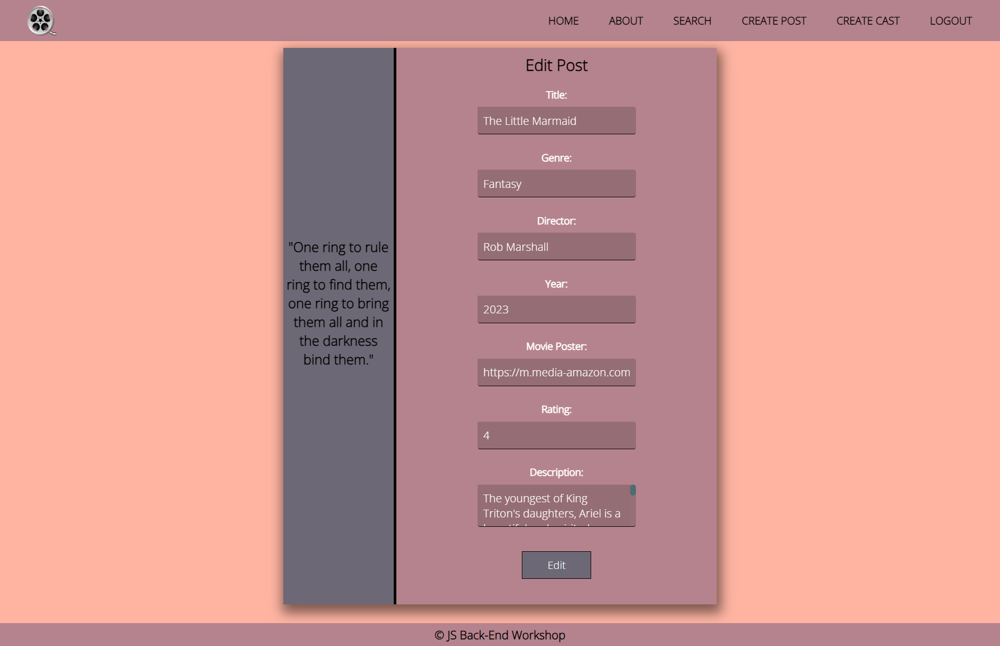 HOME ABOUT SEARCH CREATE POST CREATE CAST LOGOUT
"One ring to rule
them all, one
ring to find them,
one ring to bring
them all and in
the darkness
bind them."
Edit Post
Title:
The Little Marmaid
Genre:
Fantasy
Director:
Rob Marshall
Year:
2023
Movie Poster:
https://m.media-amazon.com
Rating:
4
Description:
The youngest of King
Triton's daughters, Ariel is a
Edit
© JS Back-End Workshop